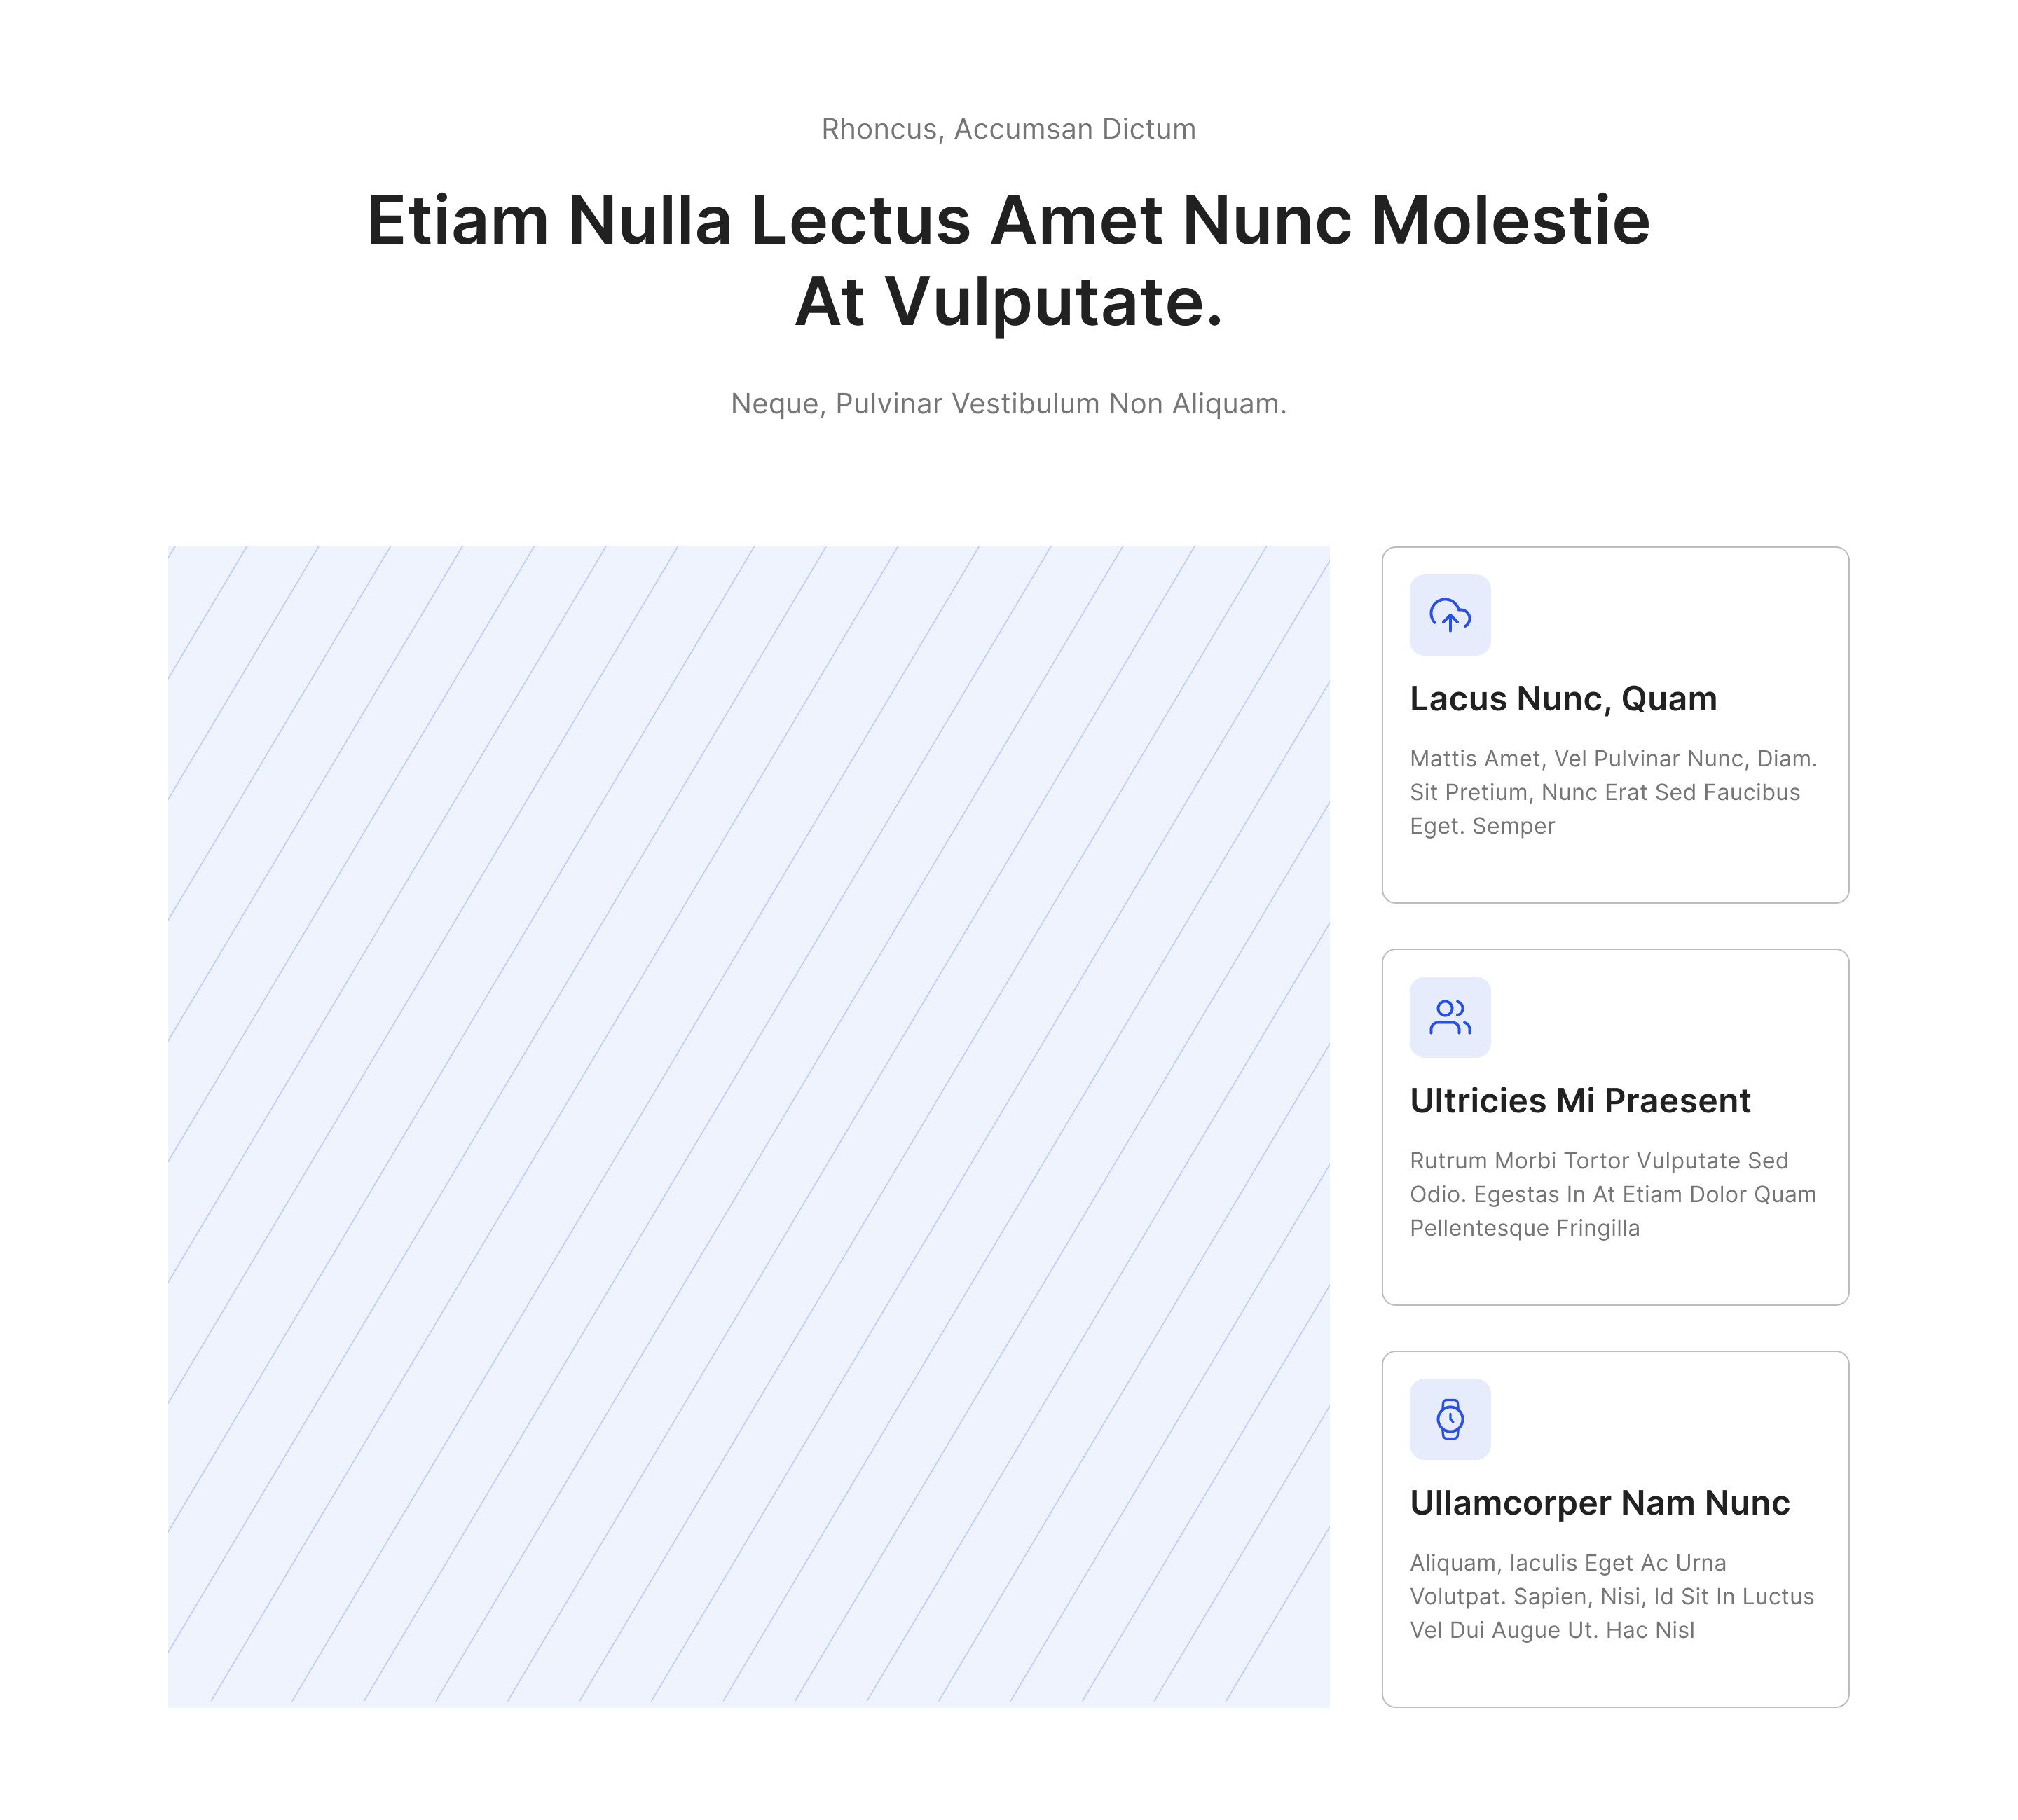 Rhoncus, Accumsan Dictum
Etiam Nulla Lectus Amet Nunc Molestie
At Vulputate.
Neque, Pulvinar Vestibulum Non Aliquam.
Lacus Nunc, Quam
Mattis Amet, Vel Pulvinar Nunc, Diam.
Sit Pretium, Nunc Erat Sed Faucibus
Eget. Semper
Ultricies Mi Praesent
Rutrum Morbi Tortor Vulputate Sed
Odio. Egestas In At Etiam Dolor Quam
Pellentesque Fringilla
Ullamcorper Nam Nunc
Aliquam, Iaculis Eget Ac Urna
Volutpat. Sapien, Nisi, Id Sit In Luctus
Vel Dui Augue Ut. Hac Nisl